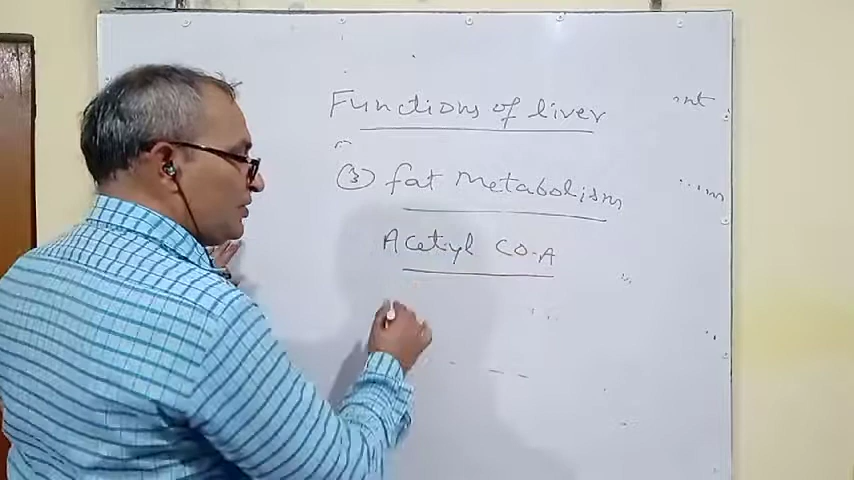 Functions of liver
(3) fat Metabolism
Acetyl CO-A